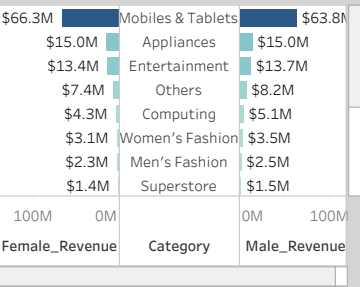 $66.3M Mobiles & Tablets $63.8M
$15.0M Appliances $15.0M
$13.4M Entertainment $13.7M
$7.4M Others $8.2M
$4.3M Computing $5.1M
$3.1M Women's Fashion $3.5M
$2.3M Men's Fashion $2.5M
$1.4M Superstore $1.5M
100M 0M 0M 100M
Female_Revenue Category Male_Revenue